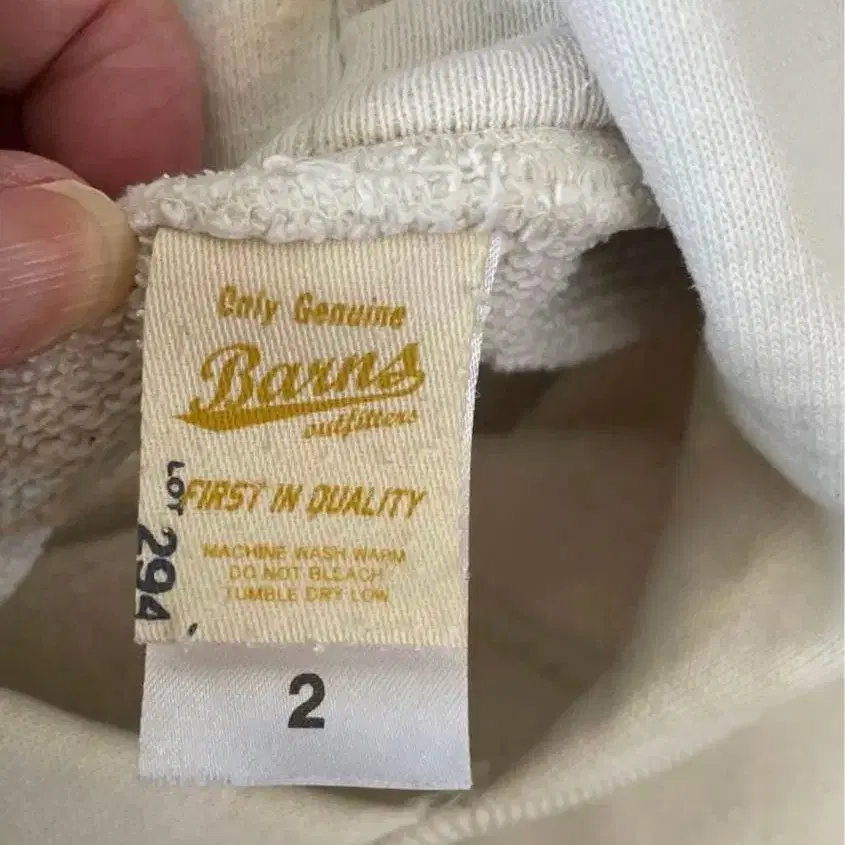 Only Genuine
Barns
outfitters
FIRST IN QUALITY
MACHINE WASH WARM
DO NOT BLEACH
TUMBLE DRY LOW
LOT 294
2